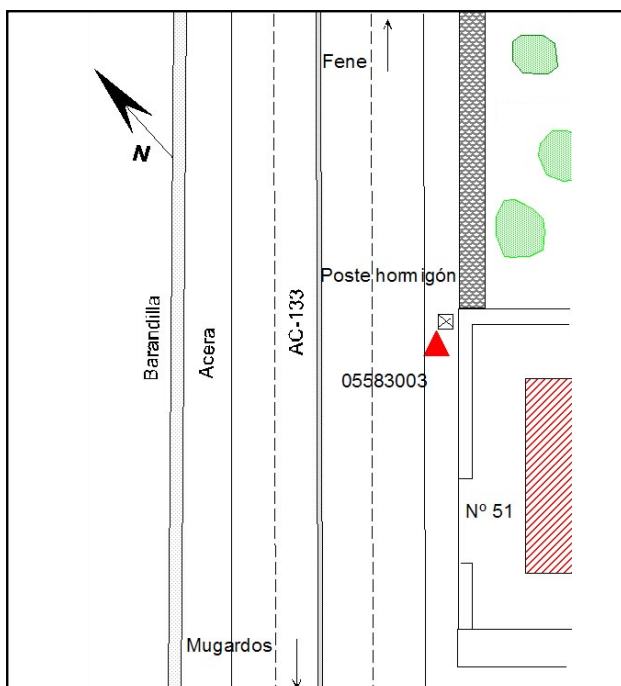 Fene
N
Poste hormigón
Barandilla
Acera
AC-133
05583003
Nº 51
Mugardos